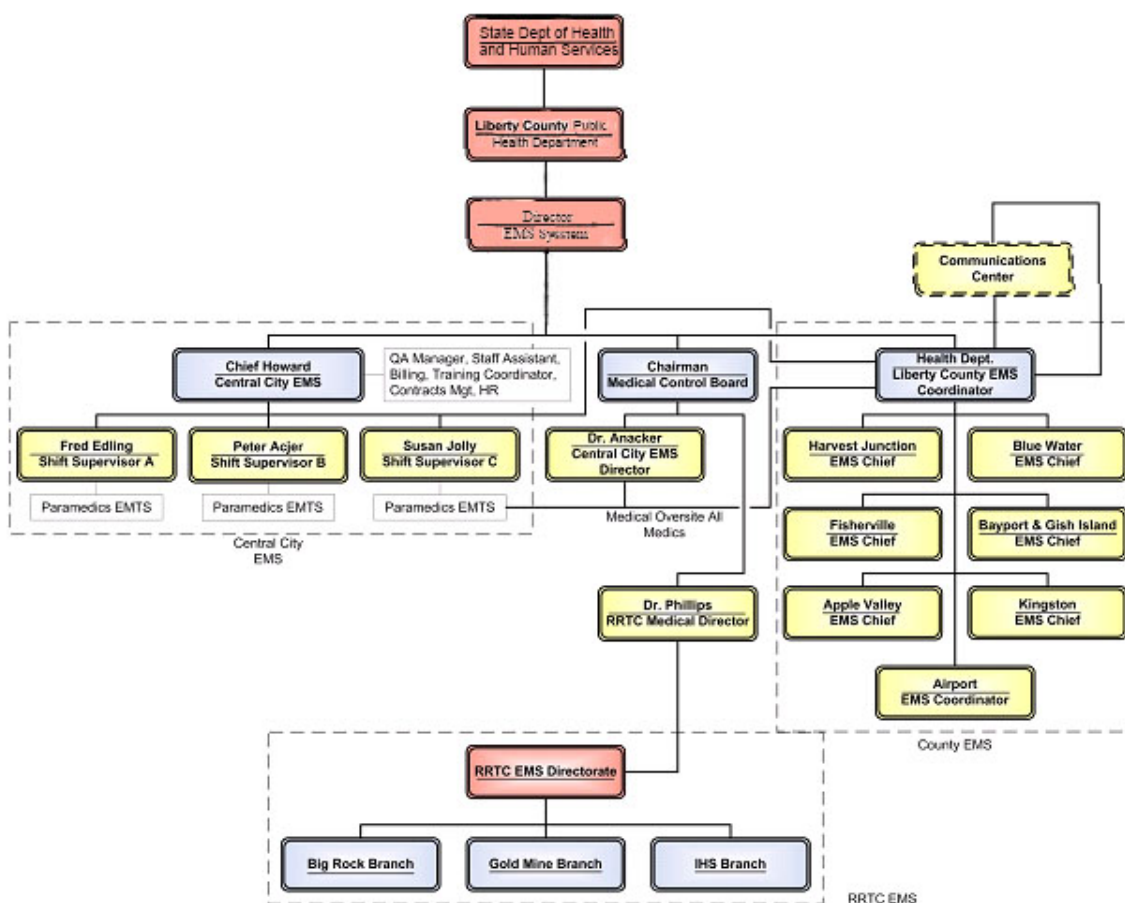 State Dept of Health
and Human Services
Liberty County Public
Health Department
Director
EMS System
Communications
Center
Chief Howard
Central City EMS
QA Manager, Staff Assistant,
Billing, Training Coordinator,
Contracts Mgt, HR
Chairman
Medical Control Board
Health Dept.
Liberty County EMS
Coordinator
Fred Edling
Shift Supervisor A
Peter Acjer
Shift Supervisor B
Susan Jolly
Shift Supervisor C
Dr. Anacker
Central City EMS
Director
Harvest Junction
EMS Chief
Blue Water
EMS Chief
Paramedics EMTS
Paramedics EMTS
Paramedics EMTS
Medical Oversite All
Medics
Fisherville
EMS Chief
Bayport & Gish Island
EMS Chief
Central City
EMS
Dr. Phillips
RRTC Medical Director
Apple Valley
EMS Chief
Kingston
EMS Chief
Airport
EMS Coordinator
County EMS
RRTC EMS Directorate
Big Rock Branch
Gold Mine Branch
IHS Branch
RRTC EMS